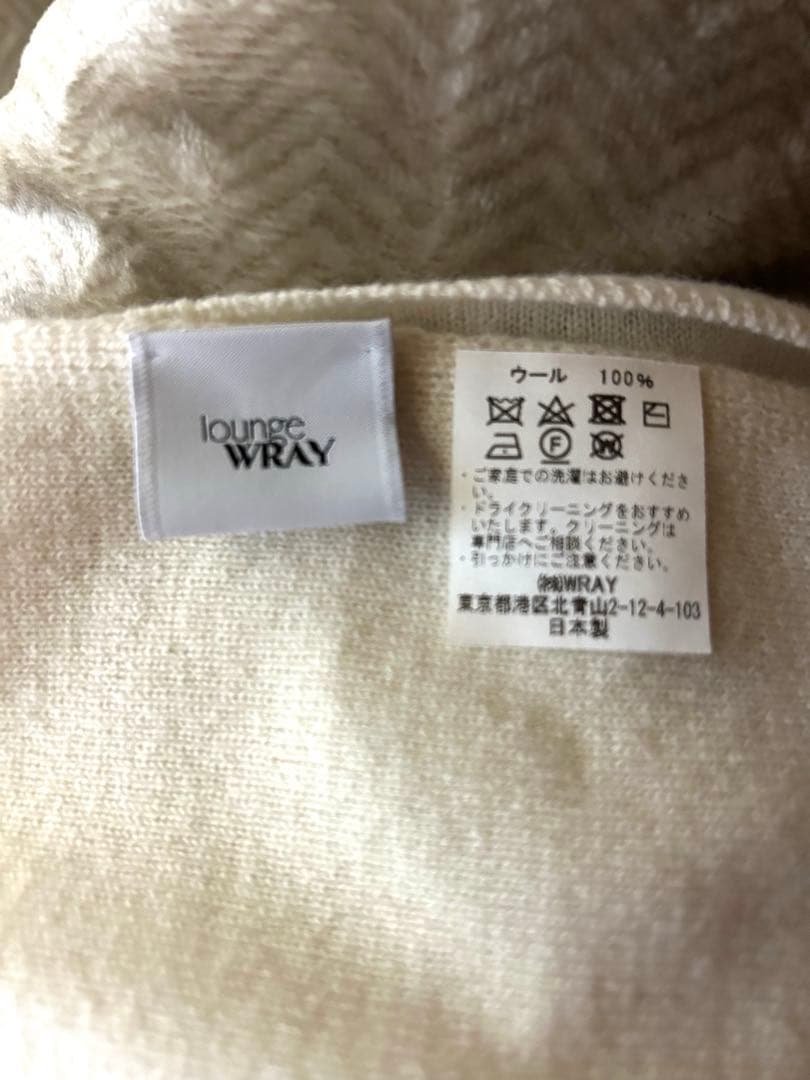 lounge
WRAY
ウール 100%
F
W
・ご家庭での洗濯はお避けくださ
い。
・ドライクリーニングをおすすめ
いたします。クリーニングは
専門店へご相談ください。
・引っかけにご注意ください。
㈱WRAY
東京都港区北青山2-12-4-103
日本製